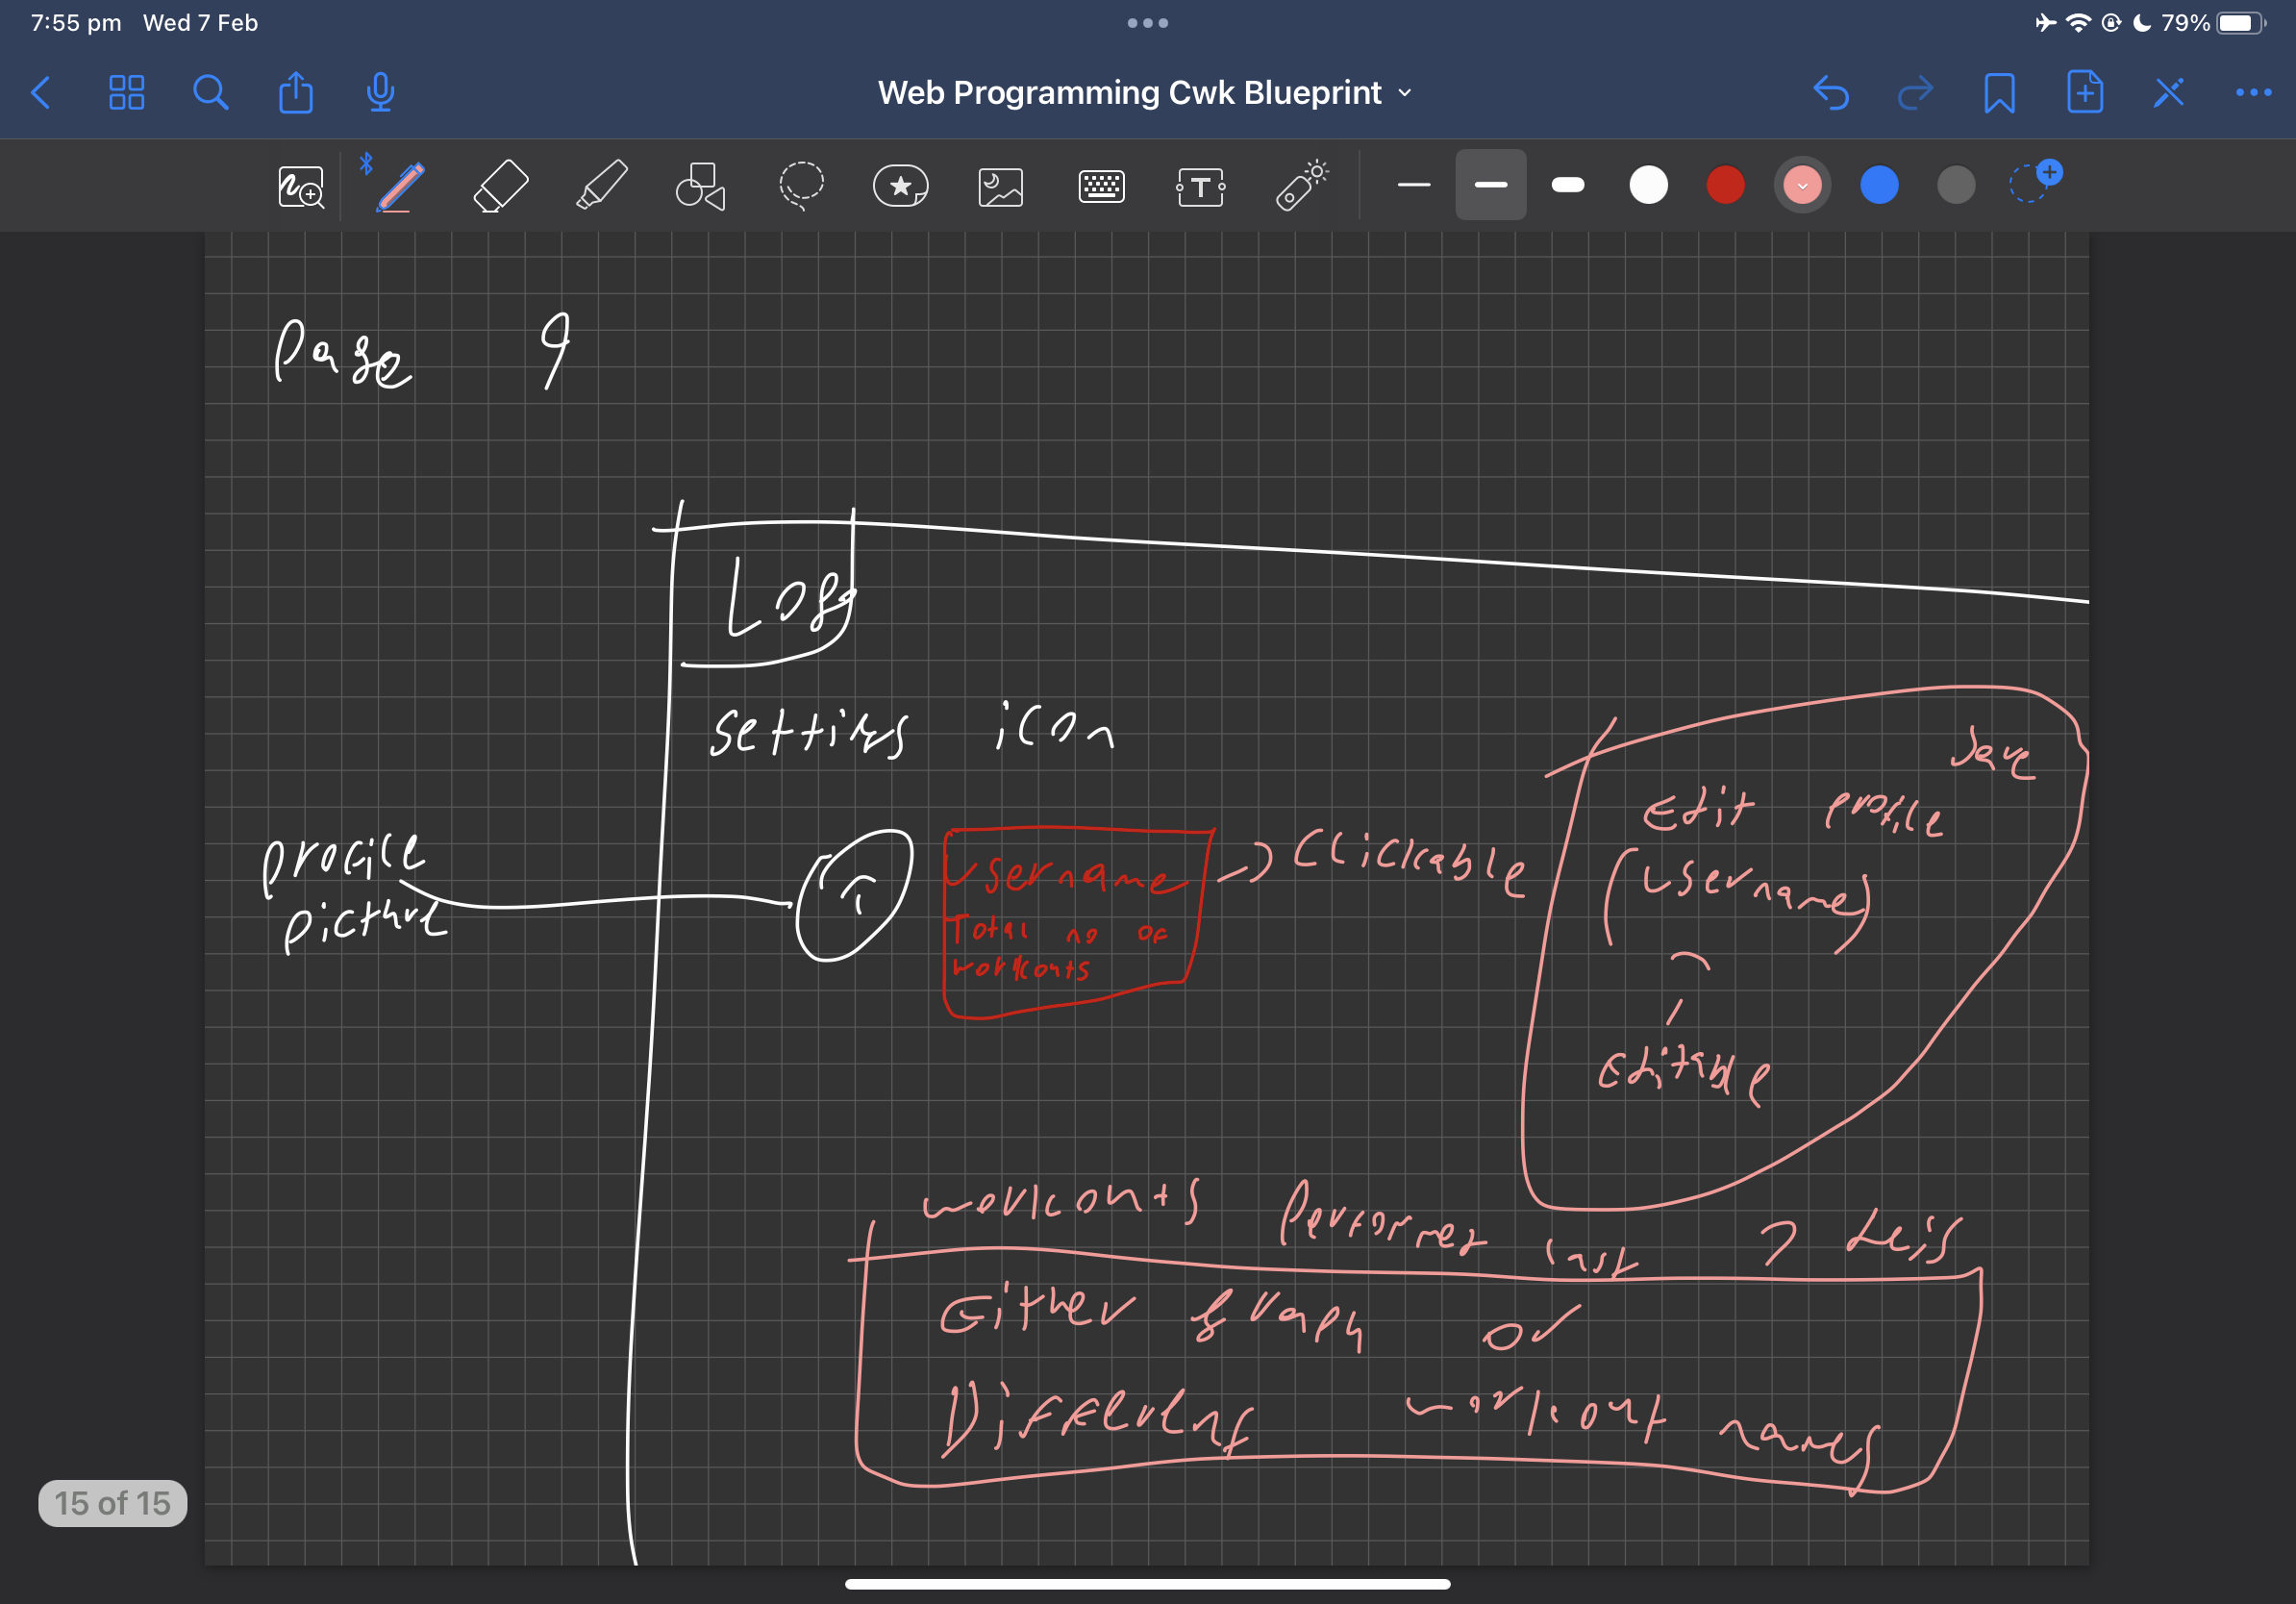 7:55 pm Wed 7 Feb
79%
Web Programming Cwk Blueprint
T
Page 9
Logo
settings icon
Save
Edit profile
profile
picture
Username
Clickable
(Username)
Total no of
workouts
Editable
workouts Performed last 7 days
Either graph or
Different workout names
15 of 15